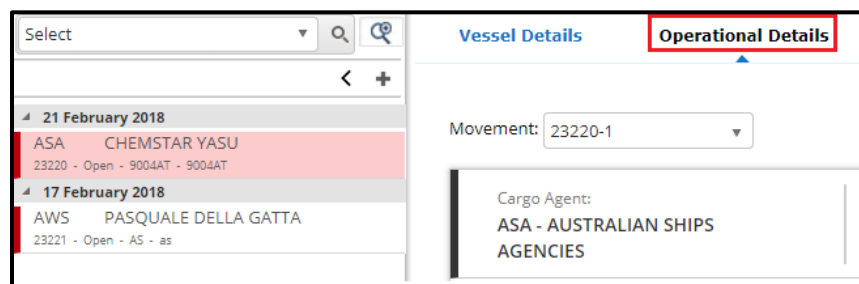 Select
Vessel Details
Operational Details
21 February 2018
ASA CHEMSTAR YASU
23220 - Open - 9004AT - 9004AT
17 February 2018
AWS PASQUALE DELLA GATTA
23221 - Open - AS - as
Movement: 23220-1
Cargo Agent:
ASA - AUSTRALIAN SHIPS
AGENCIES